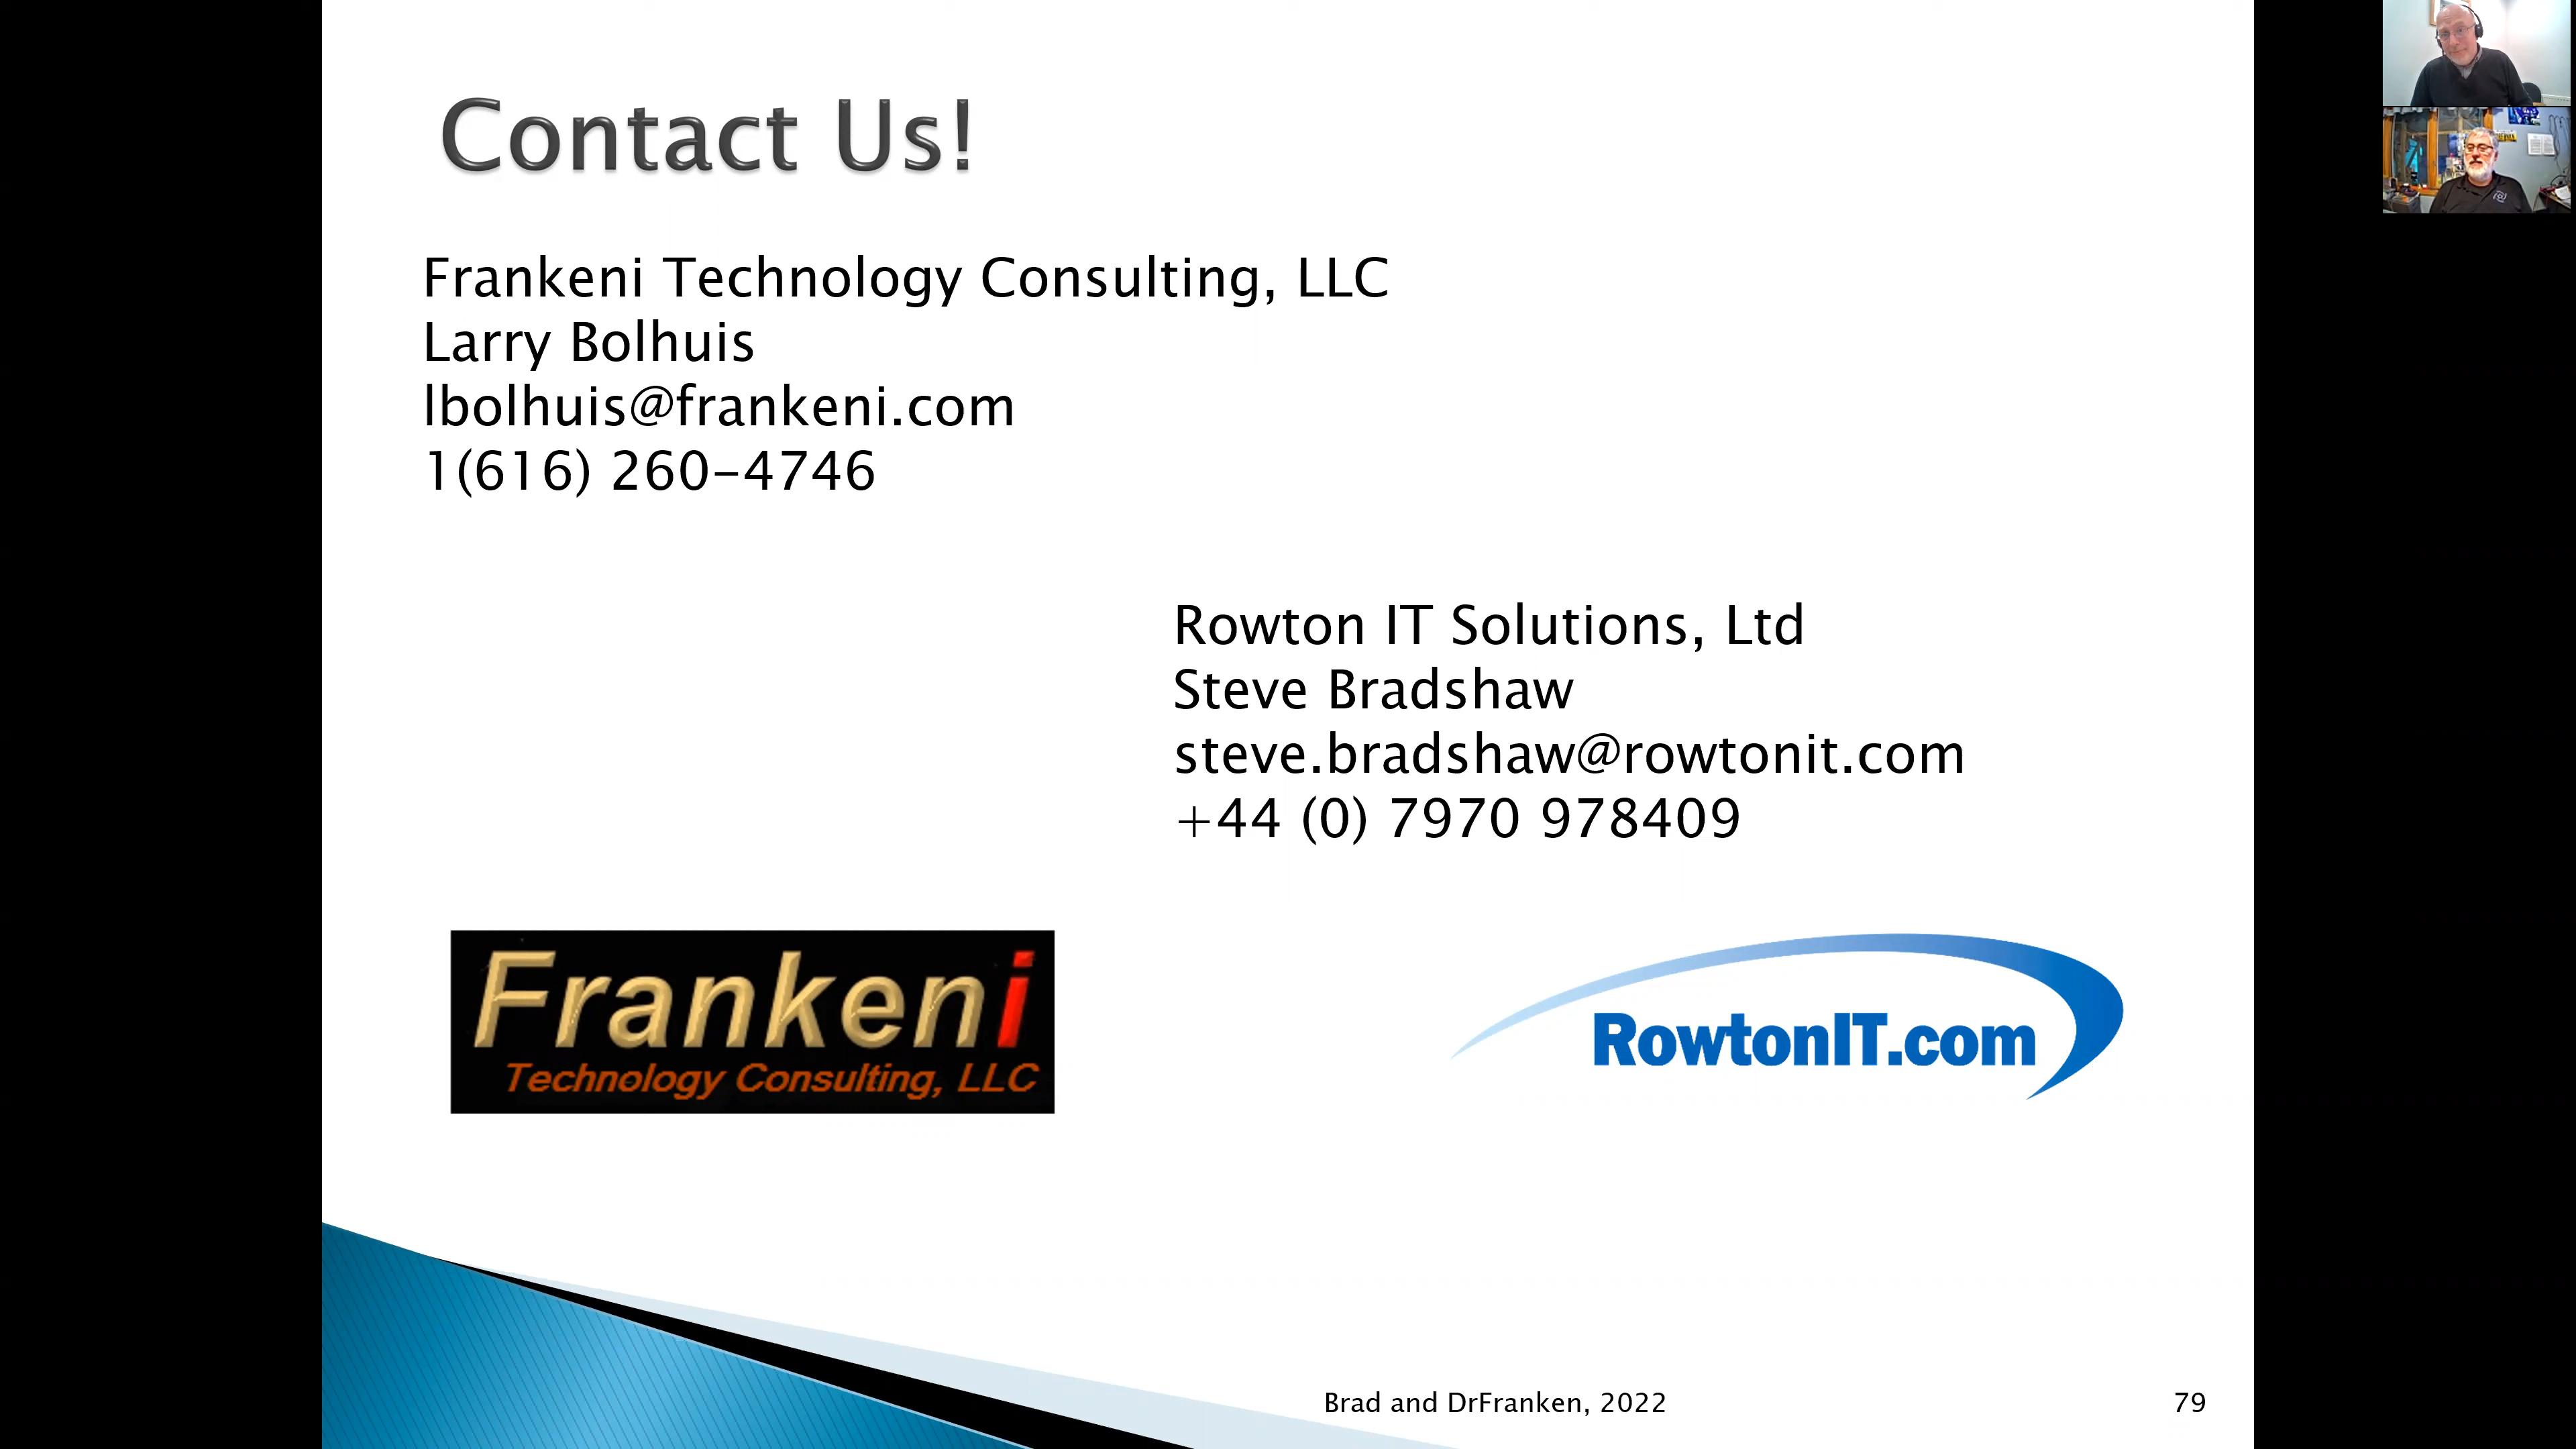 Contact Us!
Frankeni Technology Consulting, LLC
Larry Bolhuis
lbolhuis@frankeni.com
1(616) 260-4746
Rowton IT Solutions, Ltd
Steve Bradshaw
steve.bradshaw@rowtonit.com
+44 (0) 7970 978409
Frankeni
Technology Consulting, LLC
RowtonIT.com
Brad and DrFranken, 2022
79